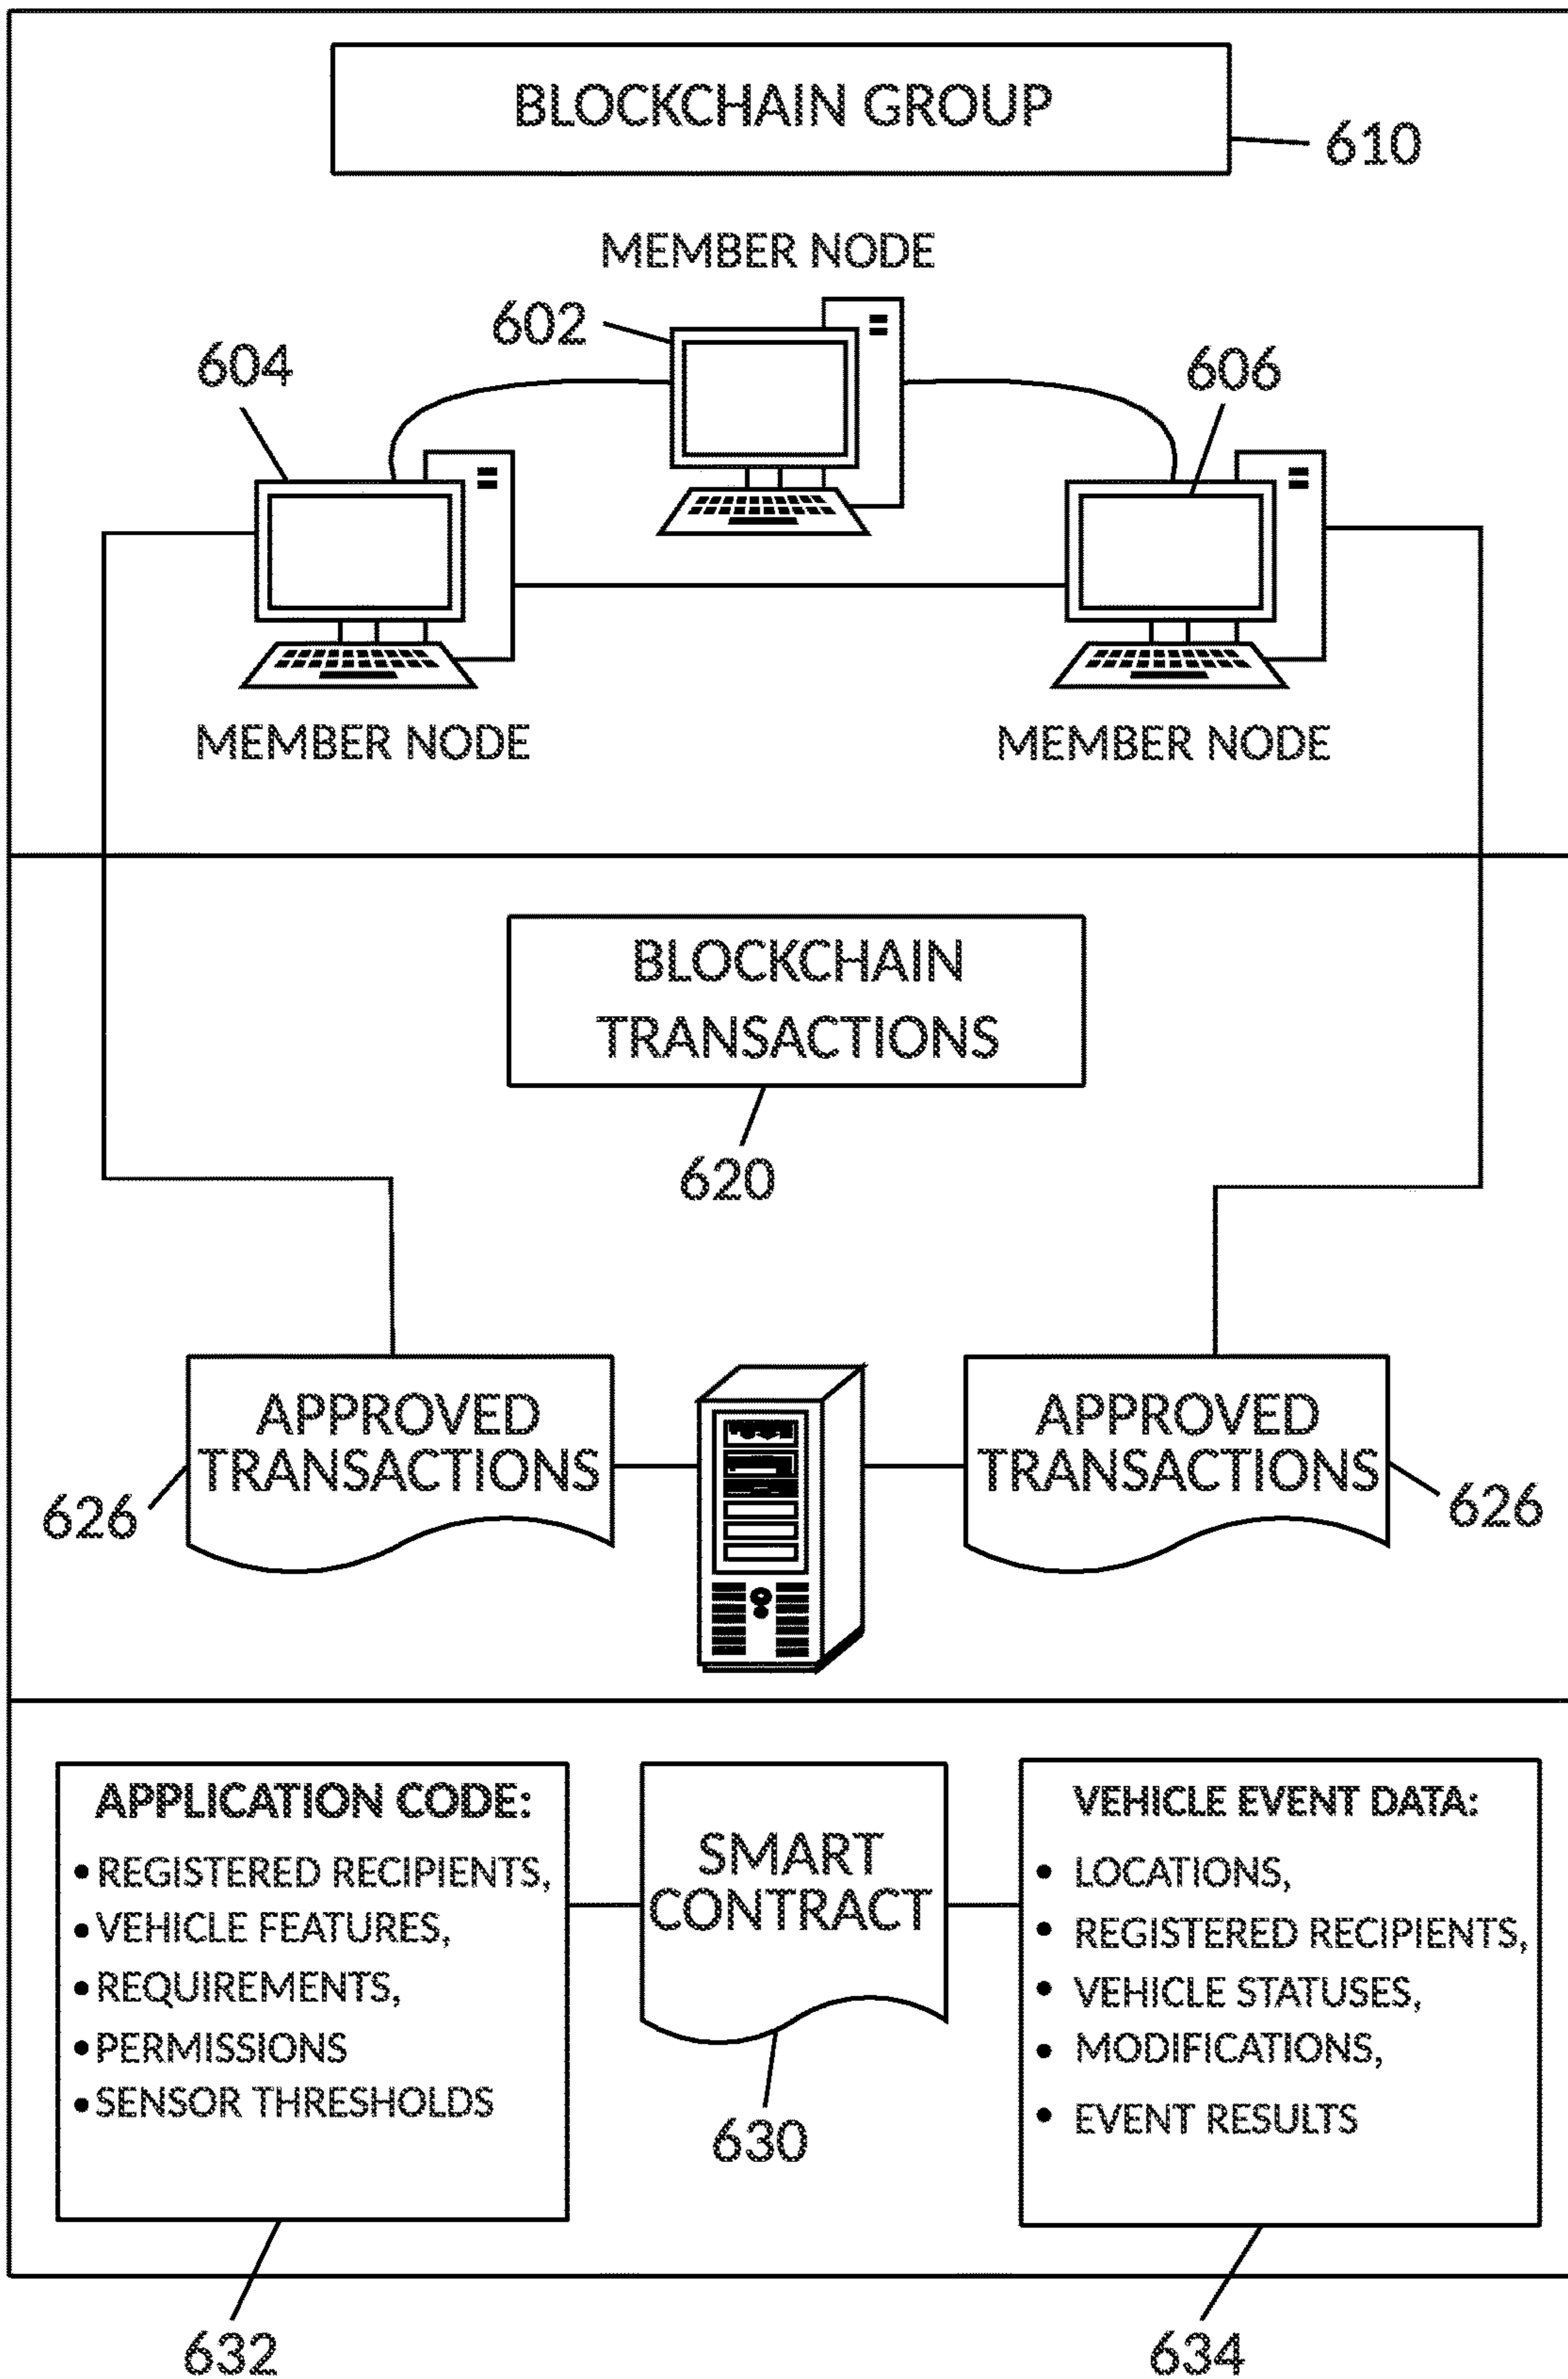 BLOCKCHAIN GROUP
610
MEMBER NODE
602
604
606
MEMBER NODE
MEMBER NODE
BLOCKCHAIN
TRANSACTIONS
620
APPROVED
TRANSACTIONS
626
APPROVED
TRANSACTIONS
626
APPLICATION CODE:
• REGISTERED RECIPIENTS,
• VEHICLE FEATURES,
• REQUIREMENTS,
• PERMISSIONS
• SENSOR THRESHOLDS
632
SMART
CONTRACT
630
VEHICLE EVENT DATA:
• LOCATIONS,
• REGISTERED RECIPIENTS,
• VEHICLE STATUSES,
• MODIFICATIONS,
• EVENT RESULTS
634